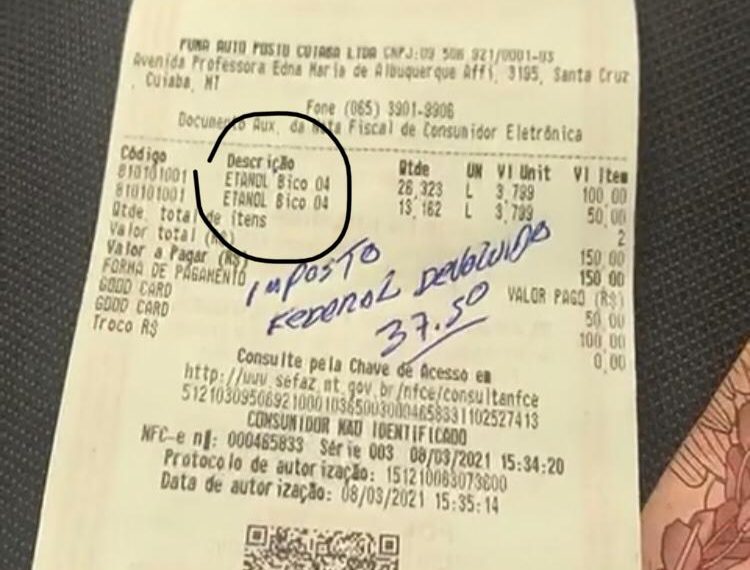 PUMA AUTO POSTO CUIABA LTDA CNPJ:09 506 921/0001-93
Avenida Professora Edna Maria de Albuquerque Affi, 3195, Santa Cruz
, Cuiaba, MT
Fone (065) 3901-9906
Documento Aux. da Nota Fiscal de Consumidor Eletrônica
Código Descrição Qtde UN Vl Unit Vl Item
810101001 ETANOL Bico 04 26,323 L 3,799 100,00
810101001 ETANOL Bico 04 13,162 L 3,799 50,00
Qtde. total de itens 2
Valor total (R$) 150,00
Valor a Pagar (R$) 150,00
FORMA DE PAGAMENTO VALOR PAGO (R$)
GOOD CARD 50,00
GOOD CARD 100,00
Troco R$ 0,00
IMPOSTO
FEDERAL DEVOLVIDO
37.50
Consulte pela Chave de Acesso em
http://www.sefaz.mt.gov.br/nfce/consultanfce
51210309506921000103650030004658331102527413
CONSUMIDOR NAO IDENTIFICADO
NFC-e nº: 000465833 Série 003 08/03/2021 15:34:20
Protocolo de autorização: 151210083073800
Data de autorização: 08/03/2021 15:35:14